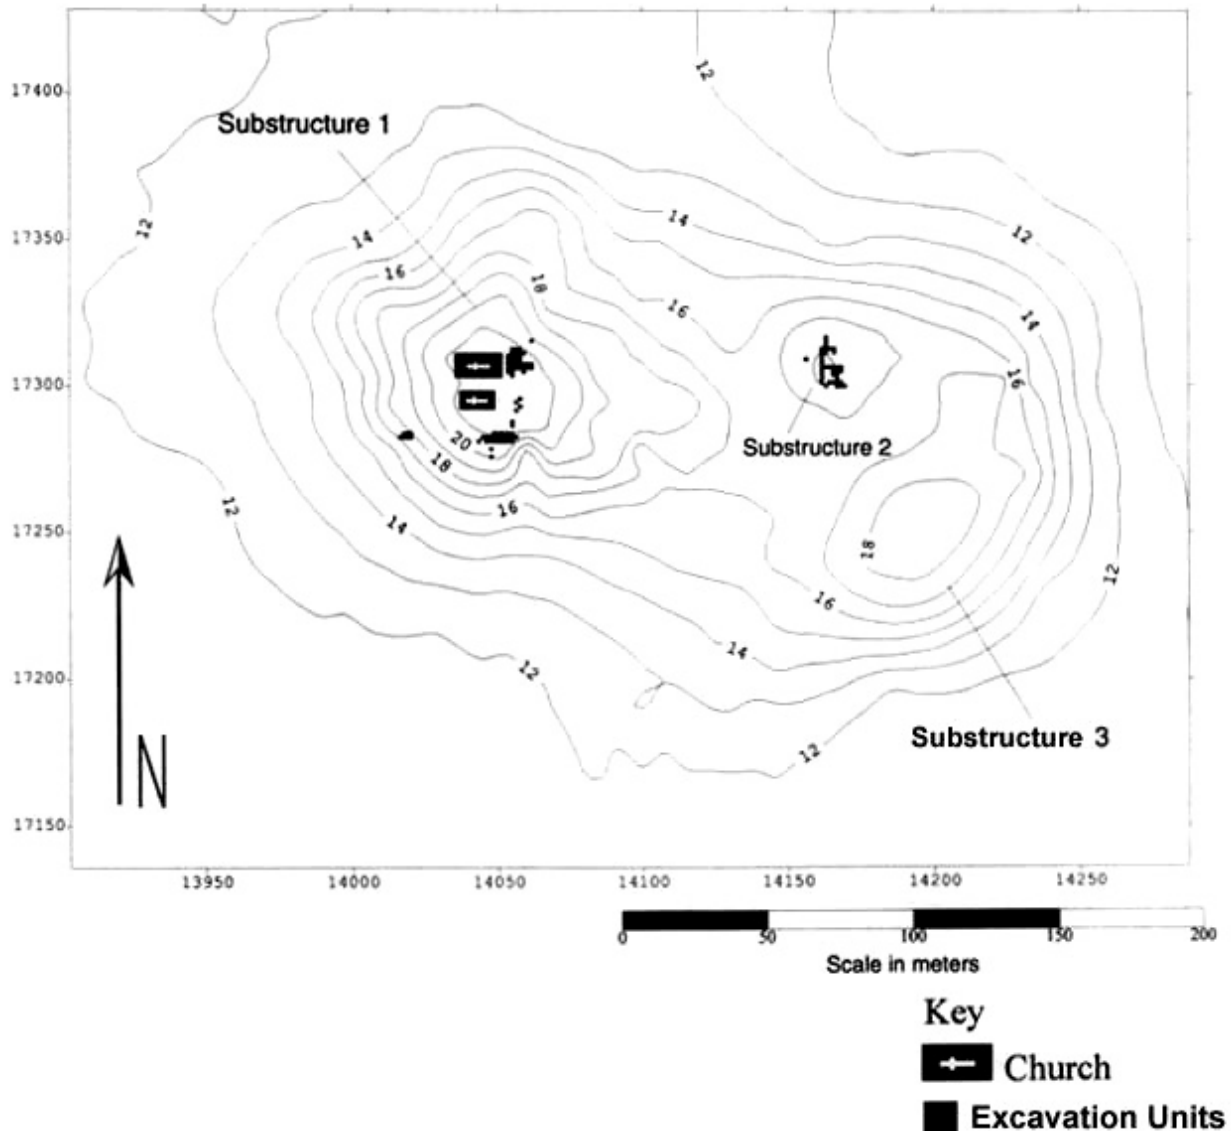 17400
17350
17300
17250
17200
17150
13950 14000 14050 14100 14150 14200 14250
Substructure 1
Substructure 2
Substructure 3
12
12
14
14
12
16
18
16
14
16
20
18
12
14
16
18
12
16
14
12
12
N
0 50 100 150 200
Scale in meters
Key
Church
Excavation Units